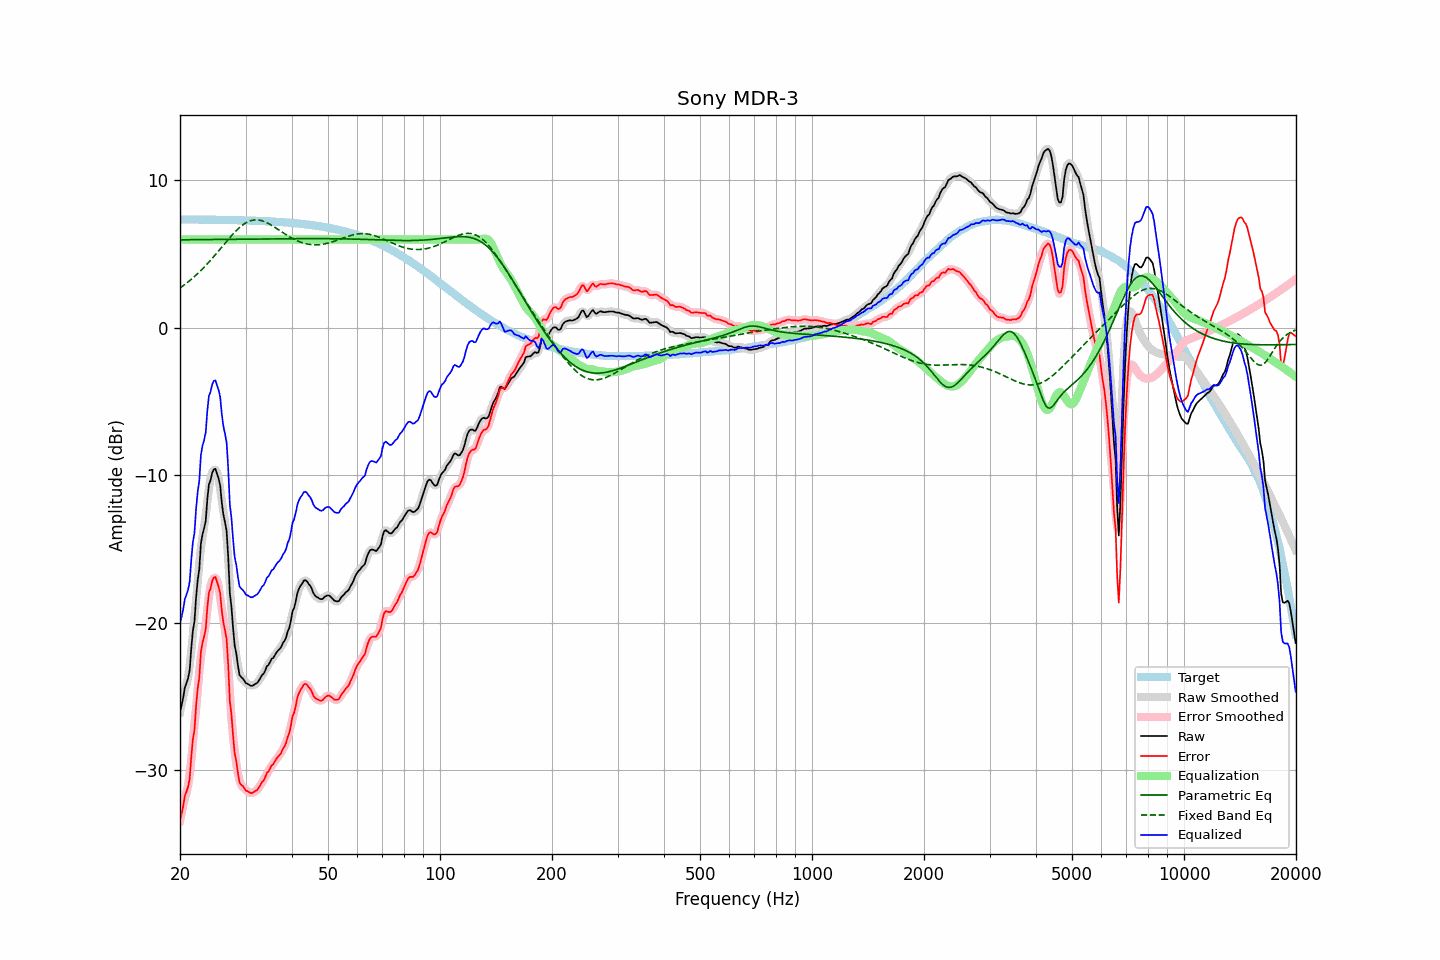 Sony MDR-3
Amplitude (dBr)
10
0
−10
−20
−30
20
50
100
200
500
1000
2000
5000
10000
20000
Frequency (Hz)
Target
Raw Smoothed
Error Smoothed
Raw
Error
Equalization
Parametric Eq
Fixed Band Eq
Equalized